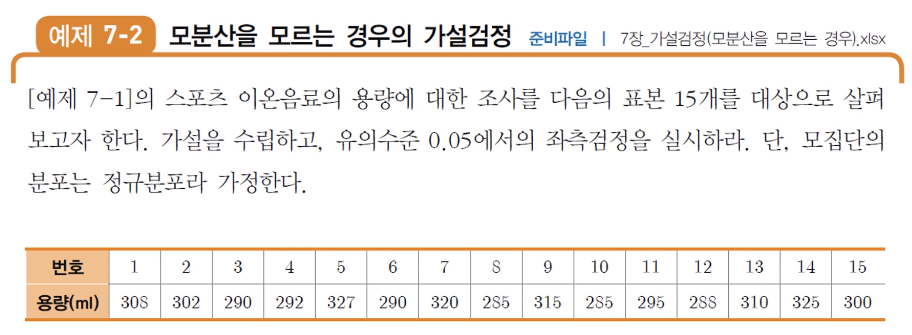 예제 7-2 모분산을 모르는 경우의 가설검정 준비파일 | 7장_가설검정(모분산을 모르는 경우).xlsx
[예제 7-1]의 스포츠 이온음료의 용량에 대한 조사를 다음의 표본 15개를 대상으로 살펴
보고자 한다. 가설을 수립하고, 유의수준 0.05에서의 좌측검정을 실시하라. 단, 모집단의
분포는 정규분포라 가정한다.
번호 1 2 3 4 5 6 7 8 9 10 11 12 13 14 15
용량(ml) 308 302 290 292 327 290 320 285 315 285 295 288 310 325 300